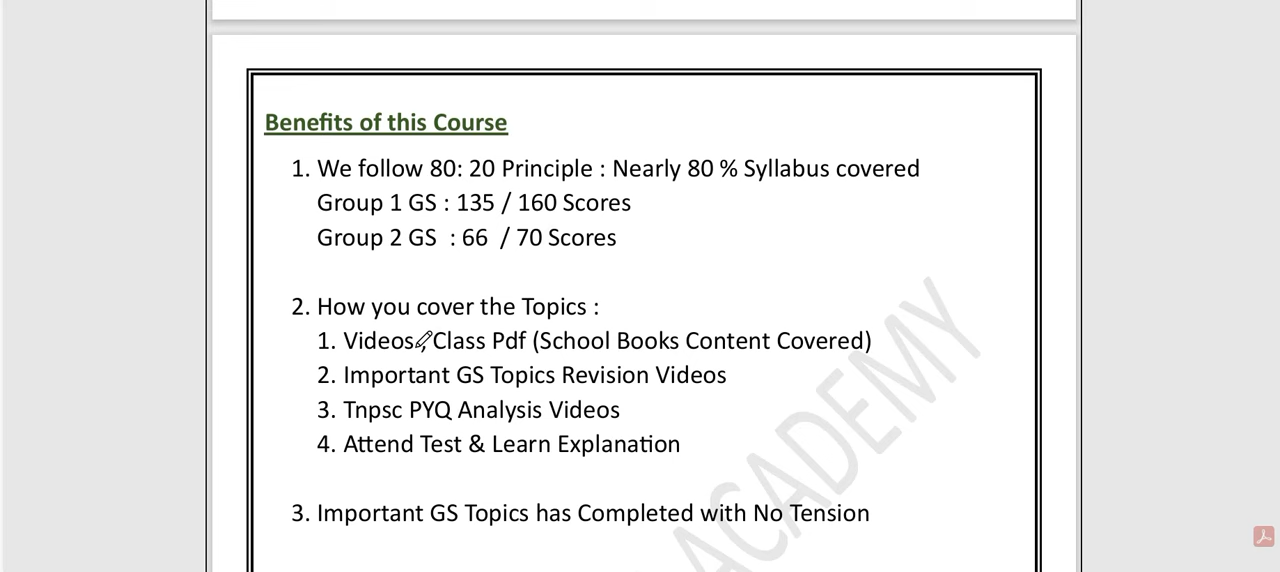 Benefits of this Course
1. We follow 80: 20 Principle : Nearly 80 % Syllabus covered
Group 1 GS : 135 / 160 Scores
Group 2 GS : 66 / 70 Scores
2. How you cover the Topics :
1. Videos, Class Pdf (School Books Content Covered)
2. Important GS Topics Revision Videos
3. Tnpsc PYQ Analysis Videos
4. Attend Test & Learn Explanation
3. Important GS Topics has Completed with No Tension
ACADEMY